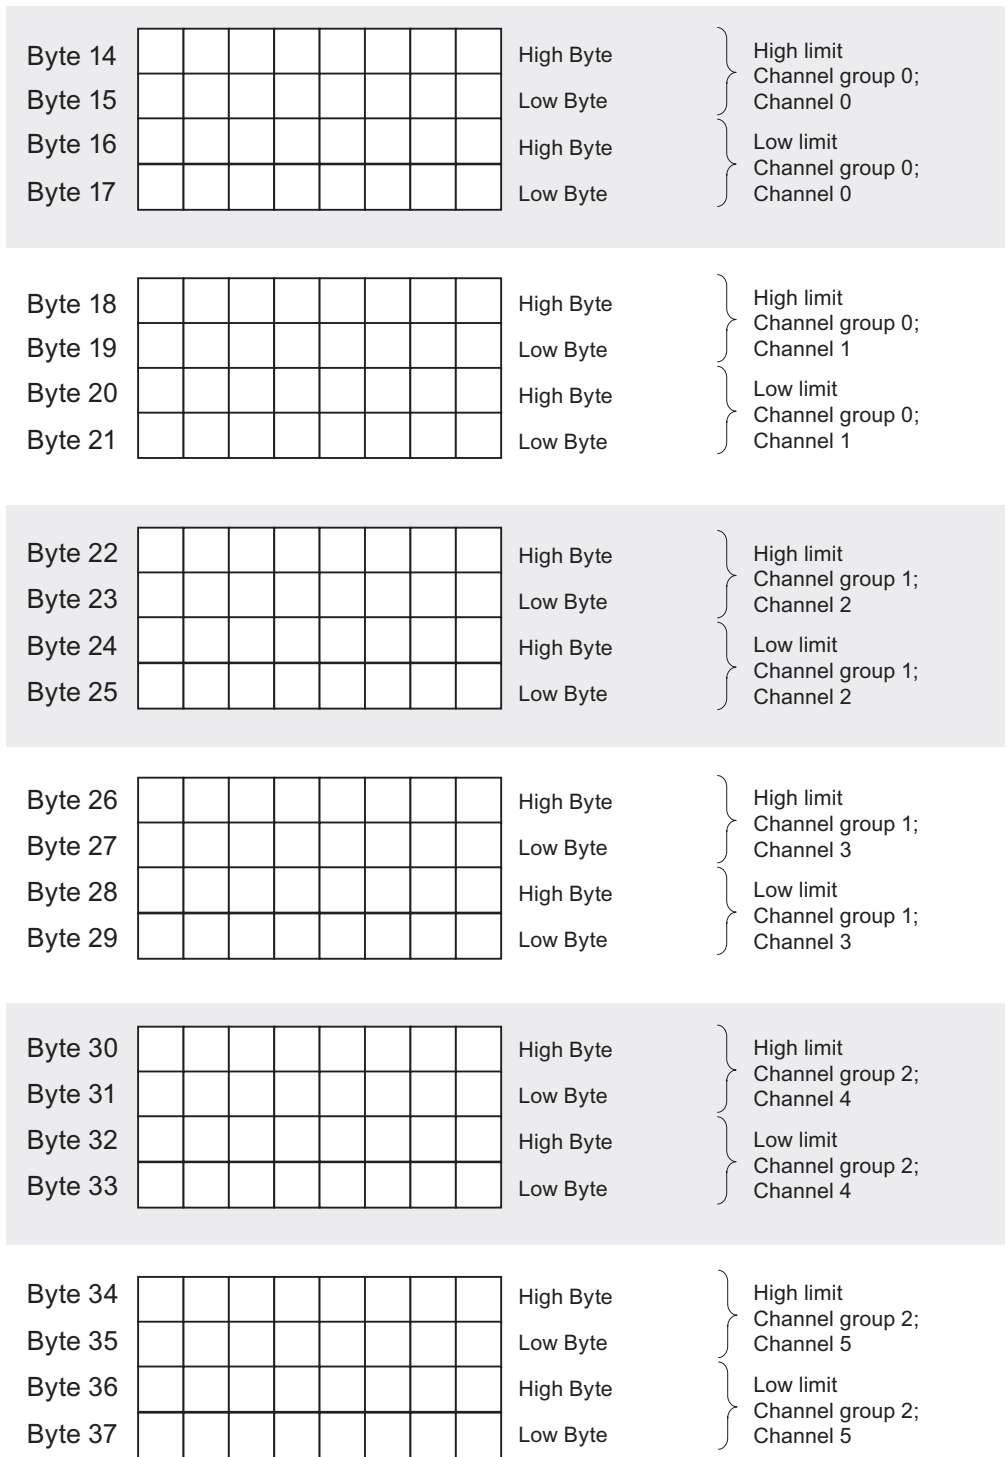 Byte 14
High Byte
High limit
Channel group 0;
Channel 0
Byte 15
Low Byte
Byte 16
High Byte
Low limit
Channel group 0;
Channel 0
Byte 17
Low Byte
Byte 18
High Byte
High limit
Channel group 0;
Channel 1
Byte 19
Low Byte
Byte 20
High Byte
Low limit
Channel group 0;
Channel 1
Byte 21
Low Byte
Byte 22
High Byte
High limit
Channel group 1;
Channel 2
Byte 23
Low Byte
Byte 24
High Byte
Low limit
Channel group 1;
Channel 2
Byte 25
Low Byte
Byte 26
High Byte
High limit
Channel group 1;
Channel 3
Byte 27
Low Byte
Byte 28
High Byte
Low limit
Channel group 1;
Channel 3
Byte 29
Low Byte
Byte 30
High Byte
High limit
Channel group 2;
Channel 4
Byte 31
Low Byte
Byte 32
High Byte
Low limit
Channel group 2;
Channel 4
Byte 33
Low Byte
Byte 34
High Byte
High limit
Channel group 2;
Channel 5
Byte 35
Low Byte
Byte 36
High Byte
Low limit
Channel group 2;
Channel 5
Byte 37
Low Byte